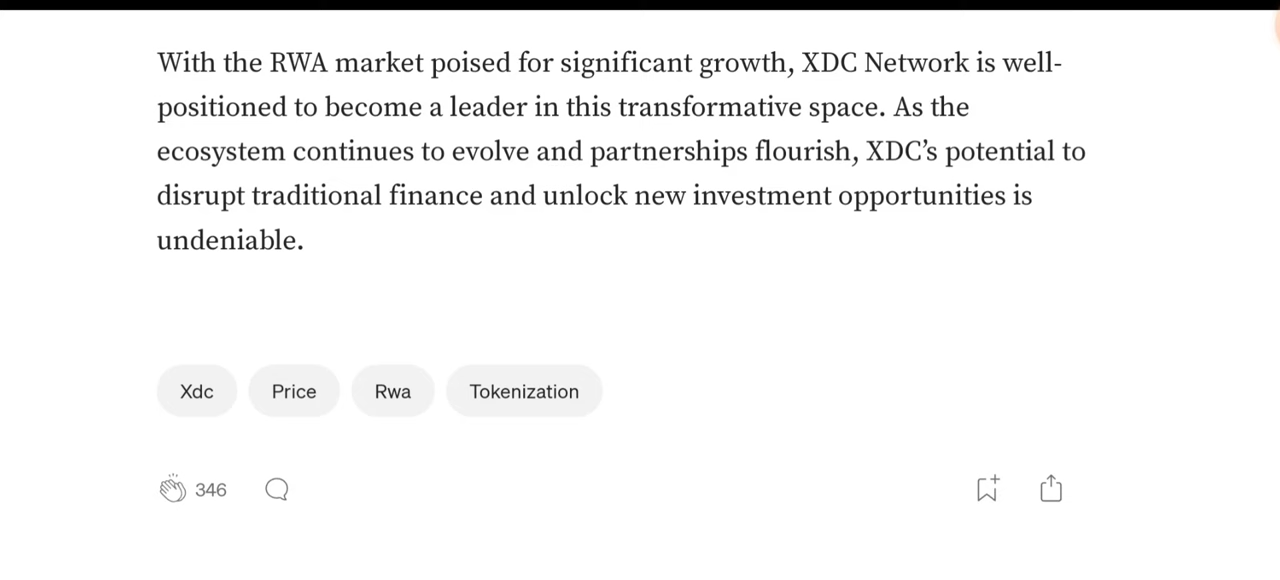 With the RWA market poised for significant growth, XDC Network is well-
positioned to become a leader in this transformative space. As the
ecosystem continues to evolve and partnerships flourish, XDC’s potential to
disrupt traditional finance and unlock new investment opportunities is
undeniable.
Xdc Price Rwa Tokenization
346